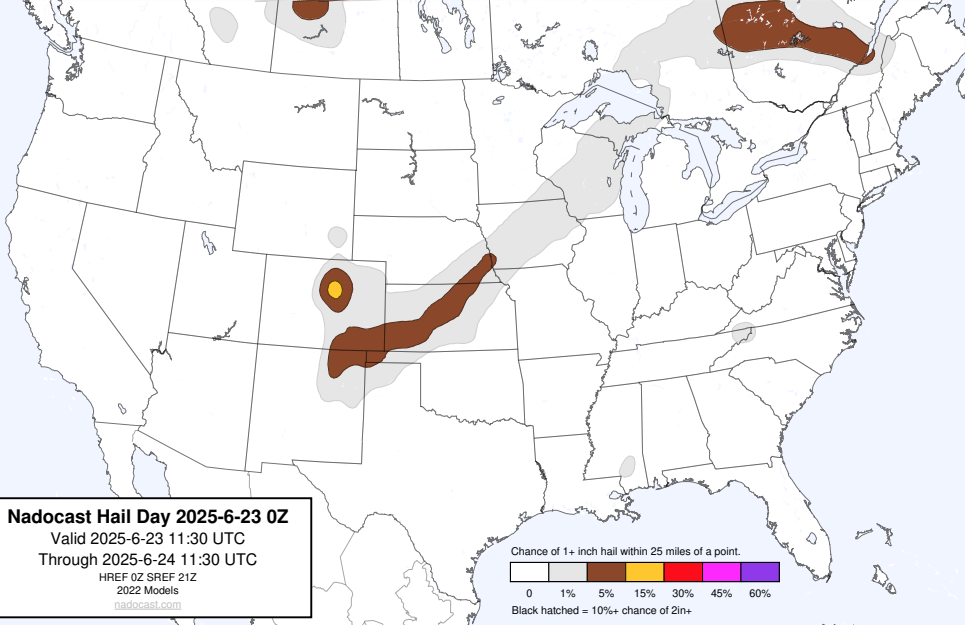 Nadocast Hail Day 2025-6-23 0Z
Valid 2025-6-23 11:30 UTC
Through 2025-6-24 11:30 UTC
HREF 0Z SREF 21Z
2022 Models
nadocast.com
Chance of 1+ inch hail within 25 miles of a point.
0 1% 5% 15% 30% 45% 60%
Black hatched = 10%+ chance of 2in+